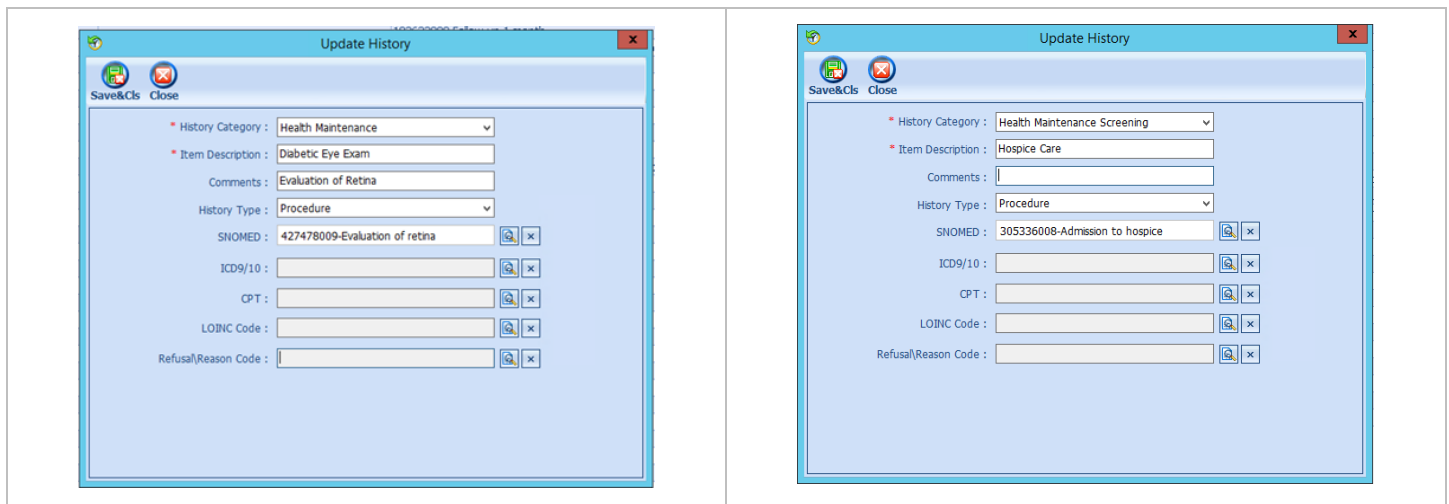 Update History
x
Save&Cls Close
* History Category : Health Maintenance
* Item Description : Diabetic Eye Exam
Comments : Evaluation of Retina
History Type : Procedure
SNOMED : 427478009-Evaluation of retina
ICD9/10 :
CPT :
LOINC Code :
Refusal\Reason Code :
Update History
x
Save&Cls Close
* History Category : Health Maintenance Screening
* Item Description : Hospice Care
Comments :
History Type : Procedure
SNOMED : 305336008-Admission to hospice
ICD9/10 :
CPT :
LOINC Code :
Refusal\Reason Code :